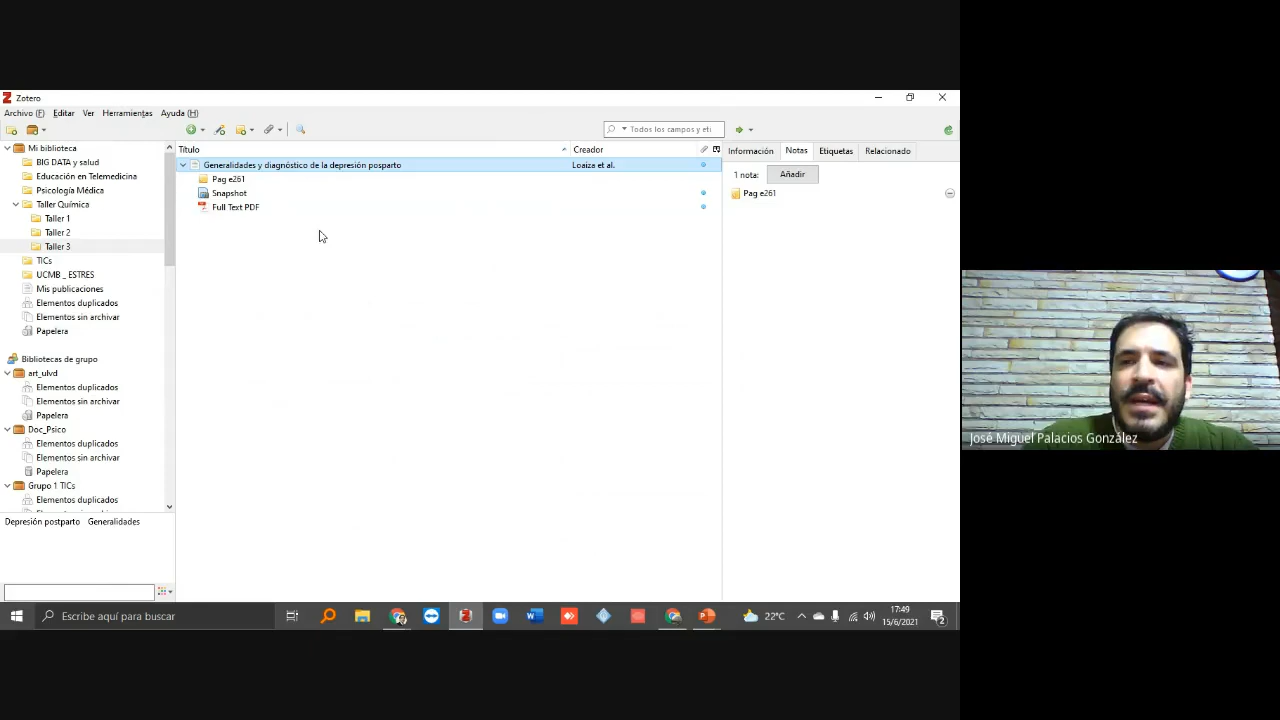 Zotero
Archivo (F) Editar Ver Herramientas Ayuda (H)
Todos los campos y eti
Mi biblioteca
BIG DATA y salud
Educación en Telemedicina
Psicología Médica
Taller Química
Taller 1
Taller 2
Taller 3
TICs
UCMB _ ESTRES
Mis publicaciones
Elementos duplicados
Elementos sin archivar
Papelera
Bibliotecas de grupo
art_ulvd
Elementos duplicados
Elementos sin archivar
Papelera
Doc_Psico
Elementos duplicados
Elementos sin archivar
Papelera
Grupo 1 TICs
Elementos duplicados
Depresión postparto Generalidades
Título Creador
Generalidades y diagnóstico de la depresión posparto Loaiza et al.
Pag e261
Snapshot
Full Text PDF
Información Notas Etiquetas Relacionado
1 nota: Añadir
Pag e261
José Miguel Palacios González
Escribe aquí para buscar
22°C
17:49
15/6/2021
2